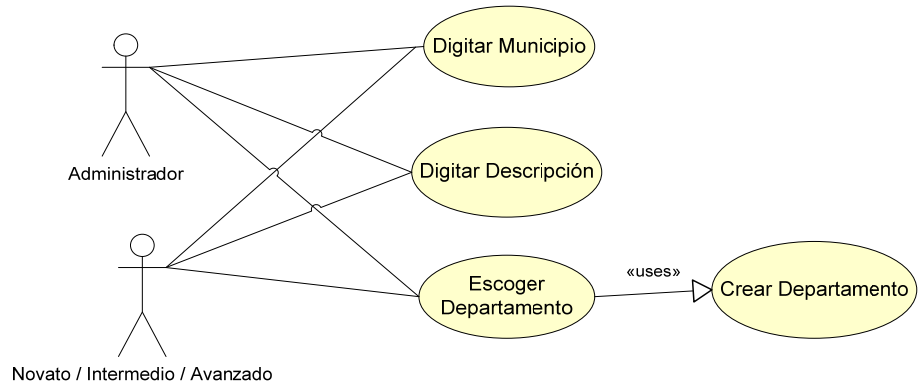 Digitar Municipio
Administrador
Digitar Descripción
Escoger
Departamento
«uses»
Crear Departamento
Novato / Intermedio / Avanzado